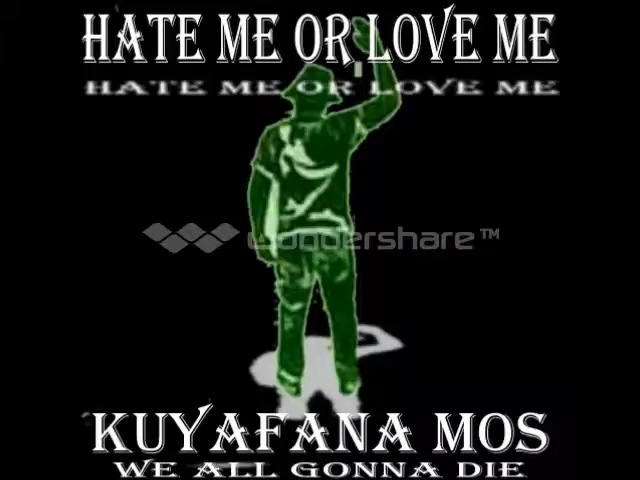 HATE ME OR LOVE ME
HATE ME OR LOVE ME
wondershare™
KUYAFANA MOS
WE ALL GONNA DIE